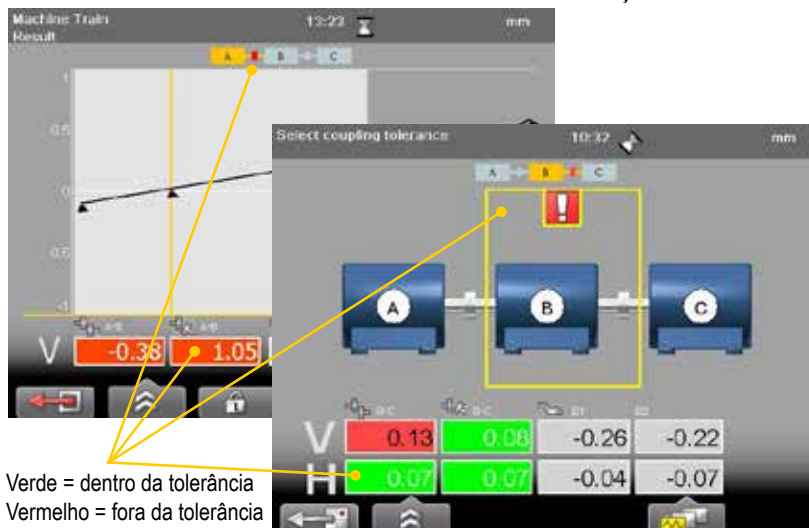 Machine Train
Result
13:23
mm
A B C
1
0.5
0
0.5
-1
A-B A-B
V -0.38 1.05
Select coupling tolerance 10:32 mm
A B C
!
A B C
B-C B-C
V 0.13 0.08 -0.26 -0.22
H 0.07 0.07 -0.04 -0.07
Verde = dentro da tolerância
Vermelho = fora da tolerância